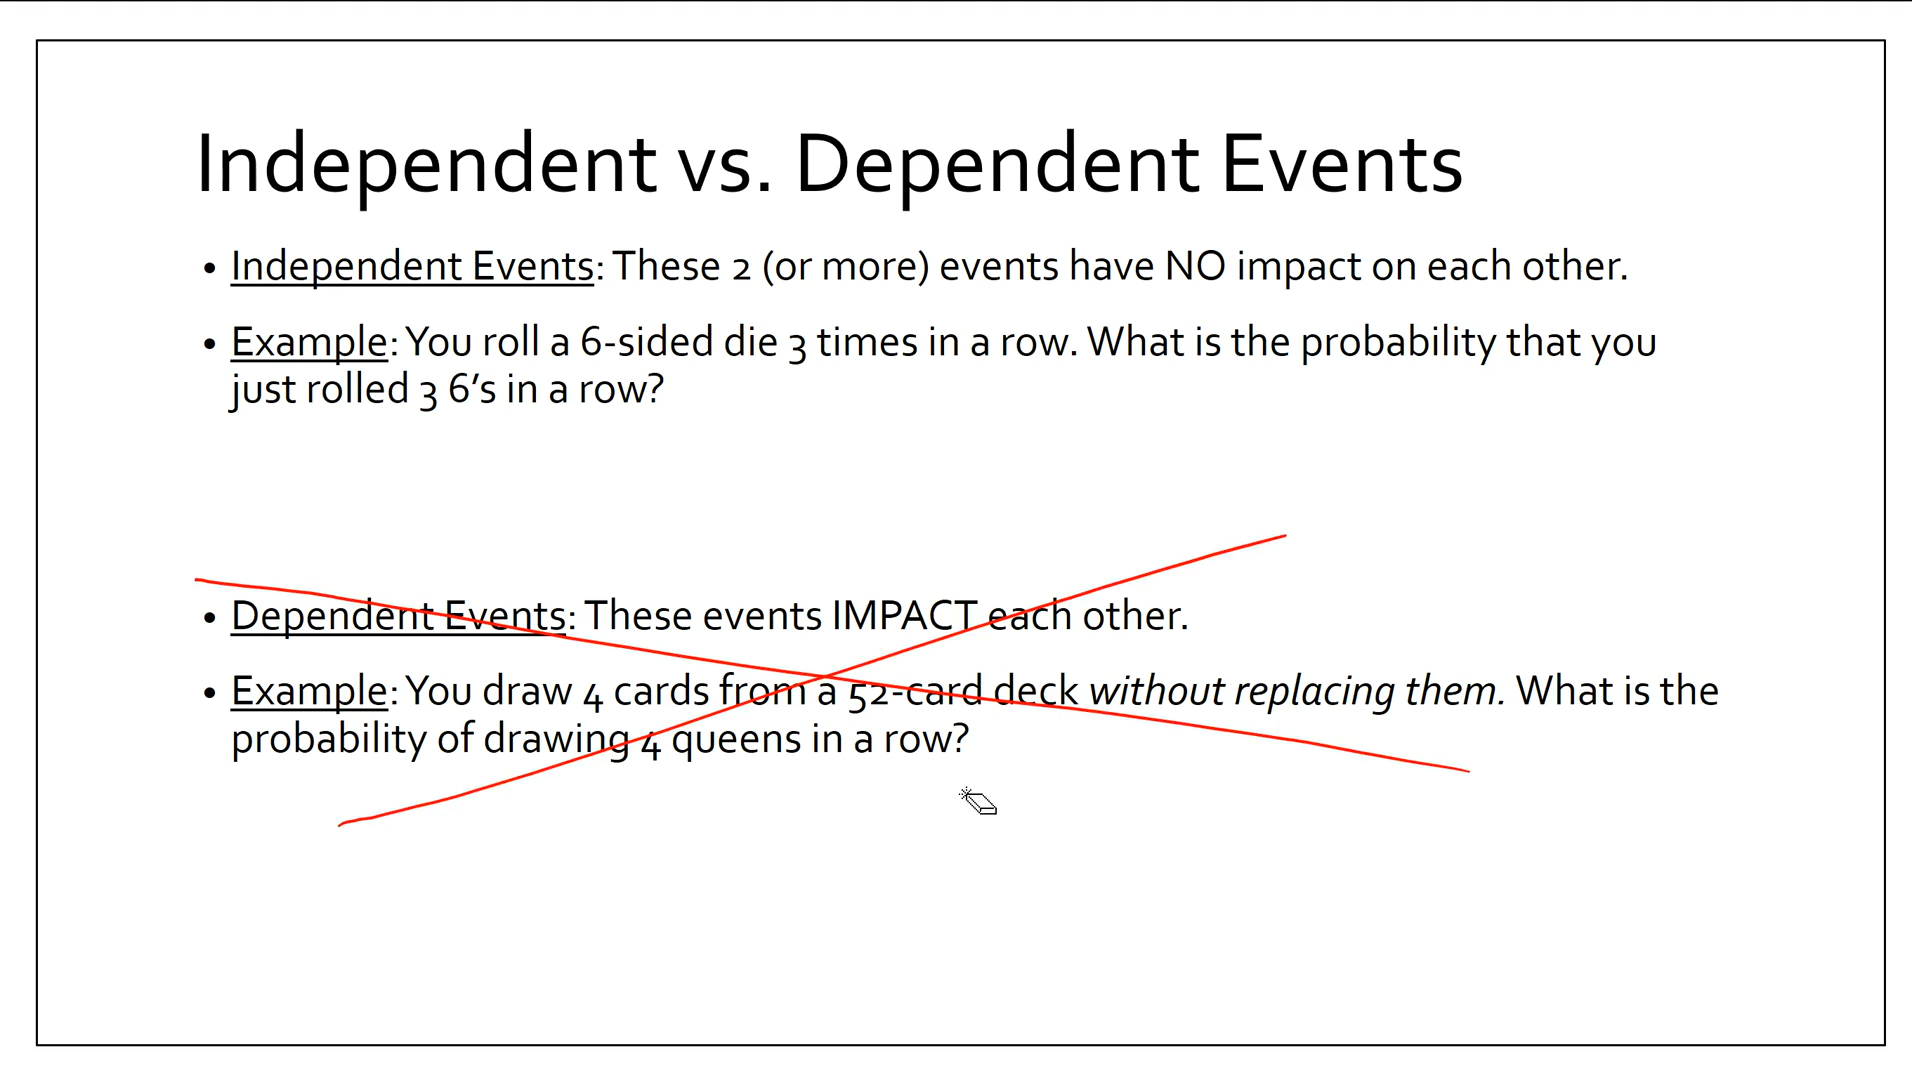 Independent vs. Dependent Events
• Independent Events: These 2 (or more) events have NO impact on each other.
• Example: You roll a 6-sided die 3 times in a row. What is the probability that you
just rolled 3 6’s in a row?
• Dependent Events: These events IMPACT each other.
• Example: You draw 4 cards from a 52-card deck without replacing them. What is the
probability of drawing 4 queens in a row?